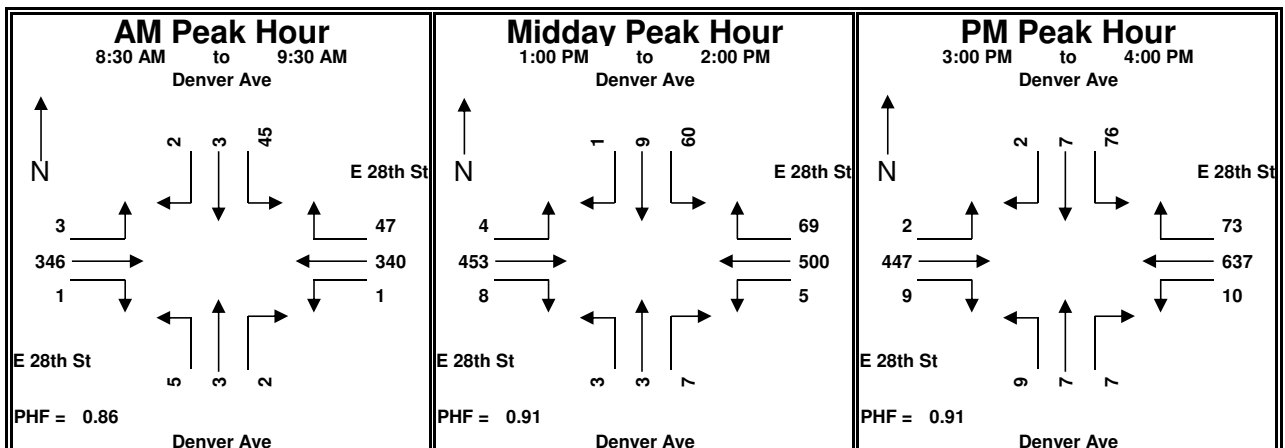 AM Peak Hour
8:30 AM to 9:30 AM
Denver Ave
N
2 3 45
E 28th St
3 47
346 340
1 1
E 28th St
5 3 2
PHF = 0.86
Denver Ave
Midday Peak Hour
1:00 PM to 2:00 PM
Denver Ave
N
1 9 60
E 28th St
4 69
453 500
8 5
E 28th St
3 3 7
PHF = 0.91
Denver Ave
PM Peak Hour
3:00 PM to 4:00 PM
Denver Ave
N
2 7 76
E 28th St
2 73
447 637
9 10
E 28th St
9 7 7
PHF = 0.91
Denver Ave